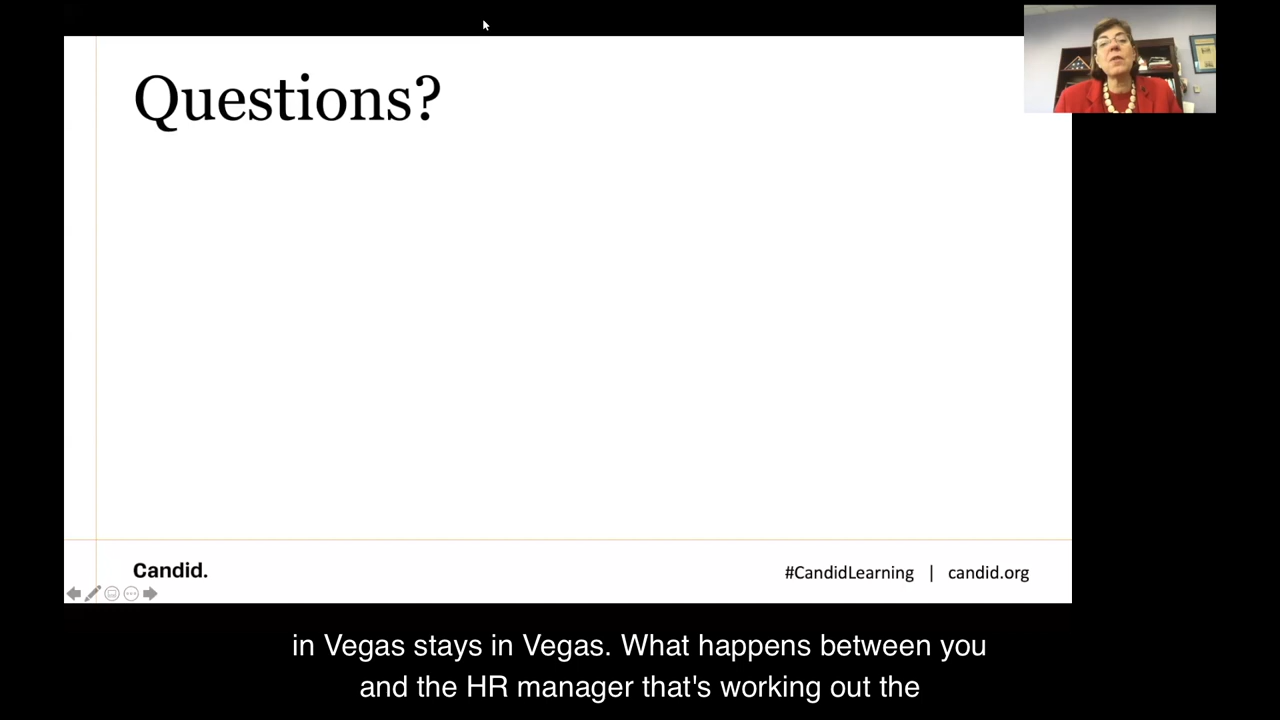 Questions?
Candid.
#CandidLearning | candid.org
in Vegas stays in Vegas. What happens between you
and the HR manager that's working out the